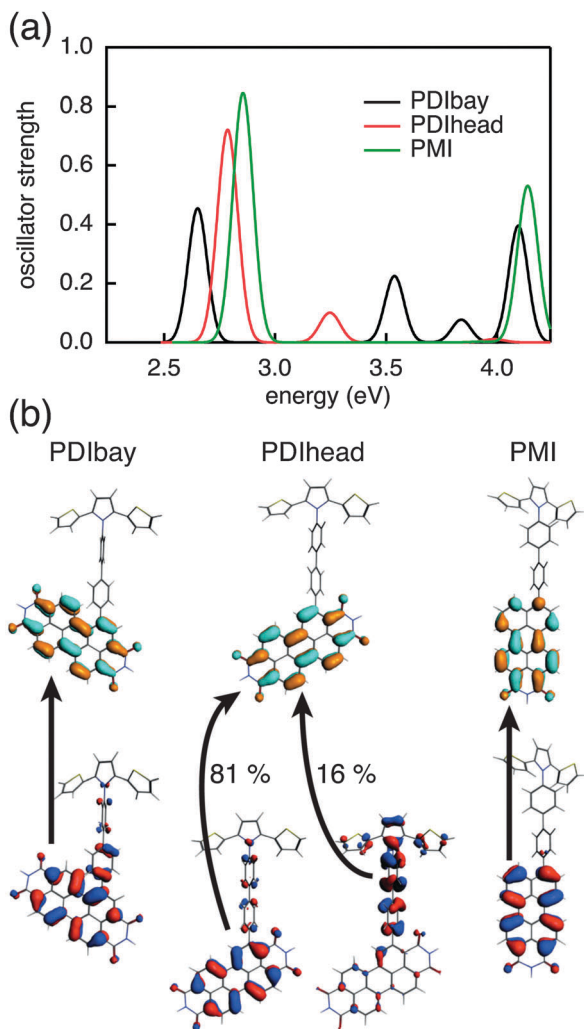 (a)
1.0
0.8
0.6
0.4
0.2
0.0
oscillator strength
PDIbay
PDIhead
PMI
2.5 3.0 3.5 4.0
energy (eV)
(b)
PDIbay PDIhead PMI
81 % 16 %